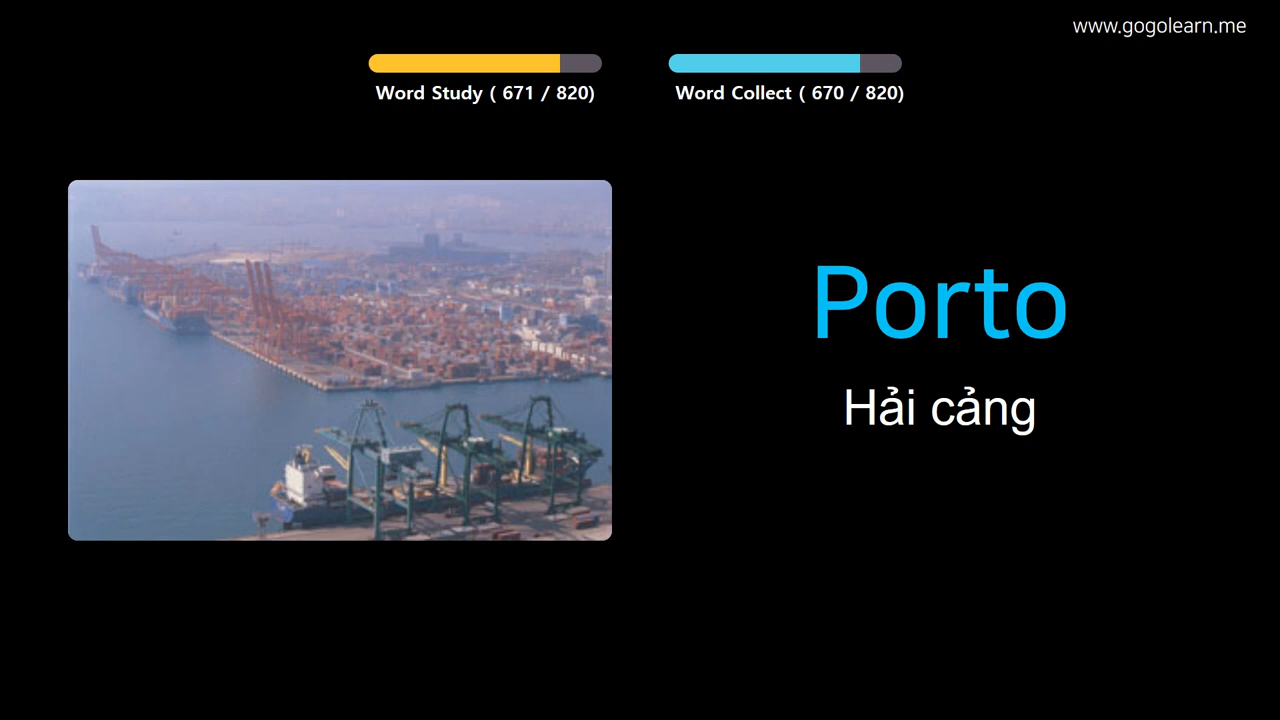 www.gogolearn.me
Word Study ( 671 / 820)
Word Collect ( 670 / 820)
Porto
Hải cảng